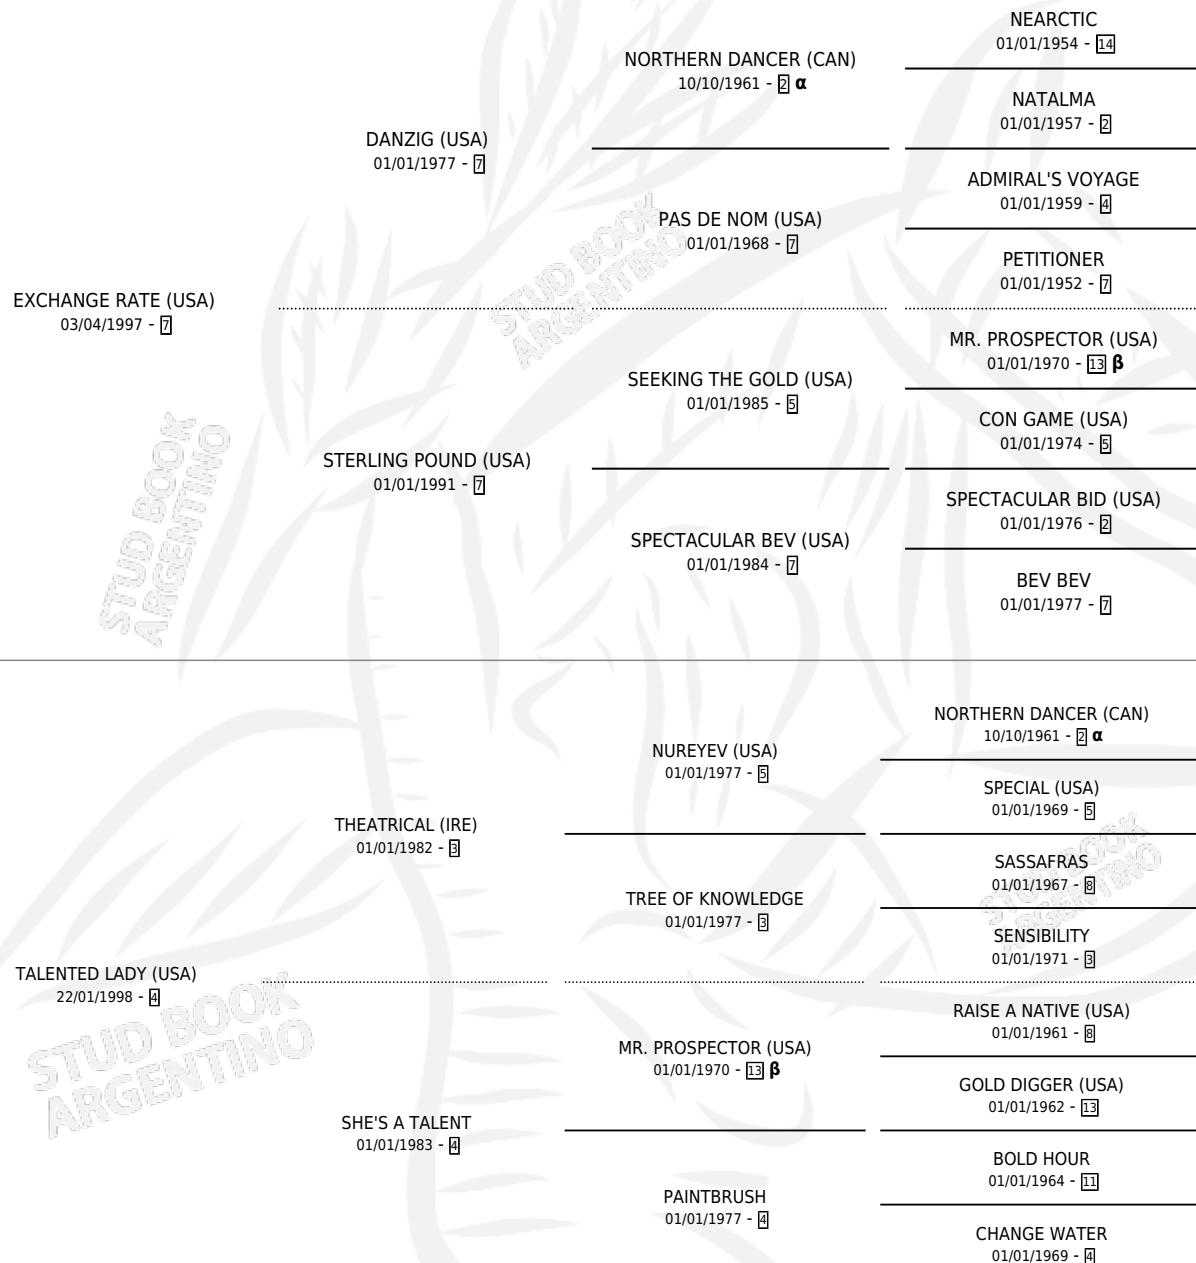 NEARCTIC
01/01/1954 - 14
NORTHERN DANCER (CAN)
10/10/1961 - 2 α
NATALMA
01/01/1957 - 2
DANZIG (USA)
01/01/1977 - 7
ADMIRAL'S VOYAGE
01/01/1959 - 4
PAS DE NOM (USA)
01/01/1968 - 7
PETITIONER
01/01/1952 - 7
EXCHANGE RATE (USA)
03/04/1997 - 7
MR. PROSPECTOR (USA)
01/01/1970 - 13 β
SEEKING THE GOLD (USA)
01/01/1985 - 5
CON GAME (USA)
01/01/1974 - 5
STERLING POUND (USA)
01/01/1991 - 7
SPECTACULAR BID (USA)
01/01/1976 - 2
SPECTACULAR BEV (USA)
01/01/1984 - 7
BEV BEV
01/01/1977 - 7
NORTHERN DANCER (CAN)
10/10/1961 - 2 α
NUREYEV (USA)
01/01/1977 - 5
SPECIAL (USA)
01/01/1969 - 5
THEATRICAL (IRE)
01/01/1982 - 3
SASSAFRAS
01/01/1967 - 8
TREE OF KNOWLEDGE
01/01/1977 - 3
SENSIBILITY
01/01/1971 - 3
TALENTED LADY (USA)
22/01/1998 - 4
RAISE A NATIVE (USA)
01/01/1961 - 8
MR. PROSPECTOR (USA)
01/01/1970 - 13 β
GOLD DIGGER (USA)
01/01/1962 - 13
SHE'S A TALENT
01/01/1983 - 4
BOLD HOUR
01/01/1964 - 11
PAINTBRUSH
01/01/1977 - 4
CHANGE WATER
01/01/1969 - 4
STUD BOOK
ARGENTINO
STUD BOOK
ARGENTINO
STUD BOOK
ARGENTINO
STUD BOOK
ARGENTINO